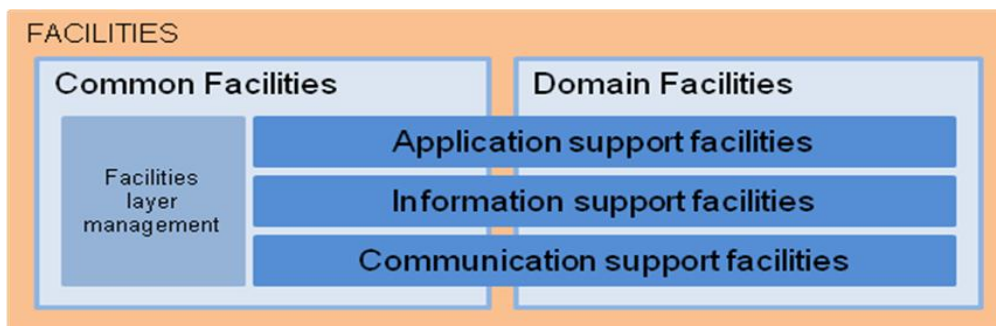 FACILITIES
Common Facilities
Domain Facilities
Facilities
layer
management
Application support facilities
Information support facilities
Communication support facilities